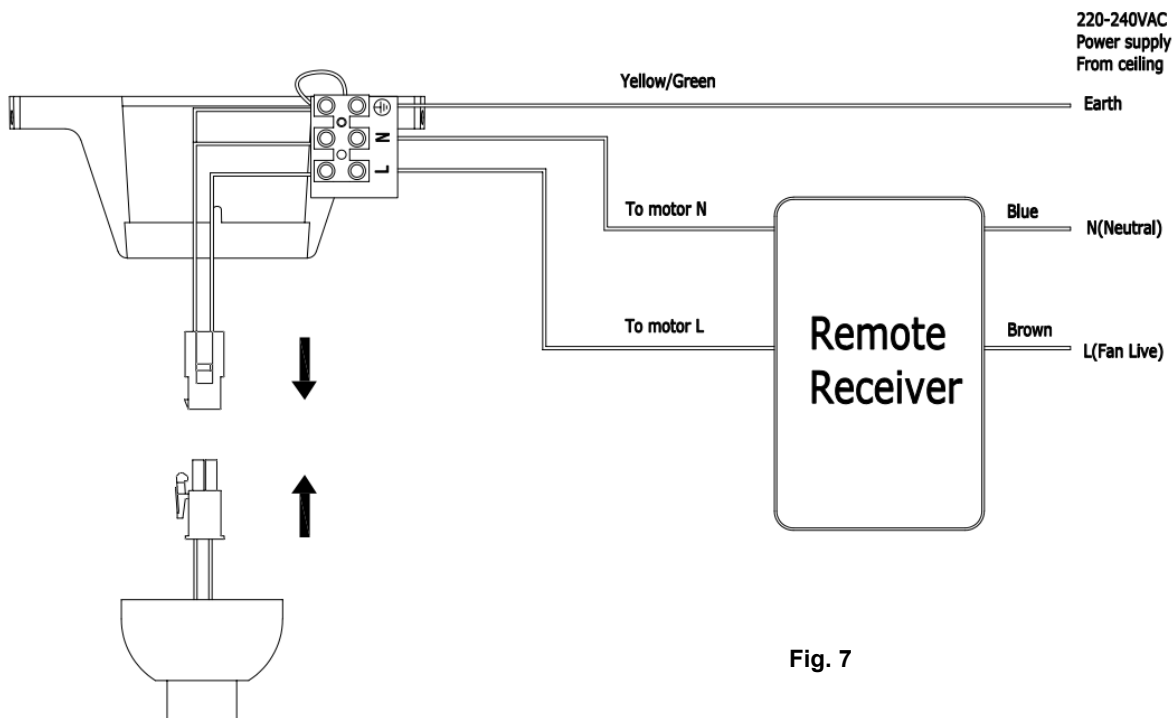 220-240VAC
Power supply
From ceiling
Yellow/Green
Earth
N
L
To motor N
Blue
N(Neutral)
To motor L
Brown
L(Fan Live)
Remote
Receiver
Fig. 7